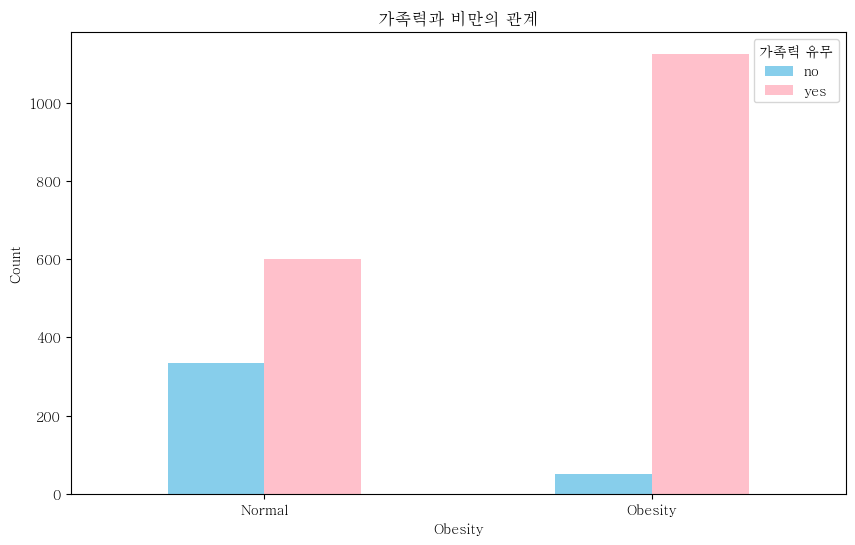 가족력과 비만의 관계
가족력 유무
no
yes
Count
1000
800
600
400
200
0
Normal
Obesity
Obesity